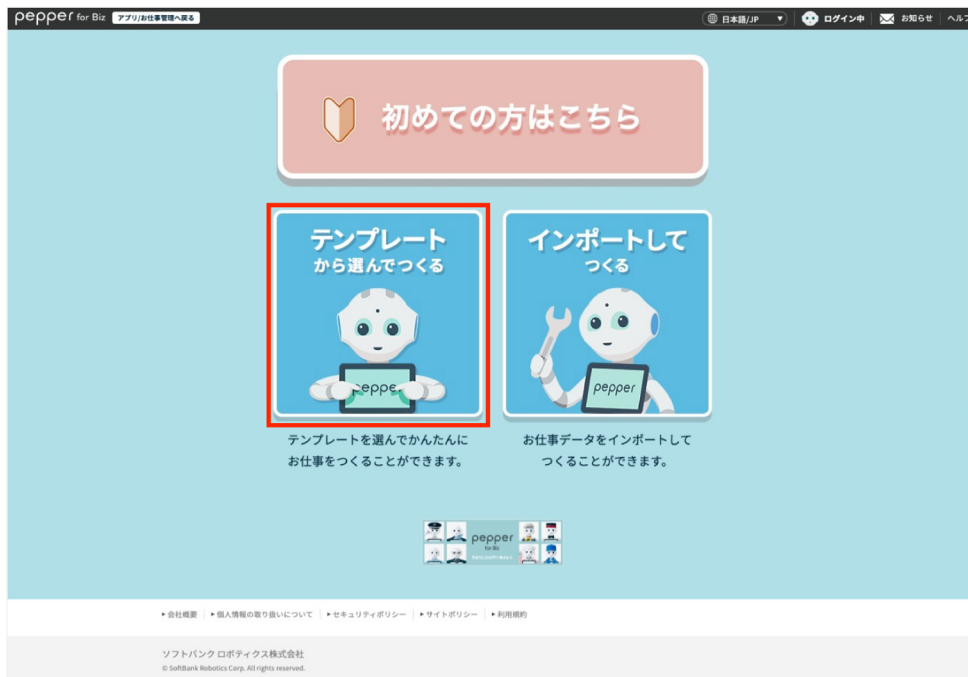 pepper for Biz アプリ/お仕事管理へ戻る 日本語/JP ログイン中 お知らせ ヘルプ
初めての方はこちら
テンプレート
から選んでつくる
pepper
テンプレートを選んでかんたんに
お仕事をつくることができます。
インポートして
つくる
pepper
お仕事データをインポートして
つくることができます。
pepper
for Biz
会社概要 個人情報の取り扱いについて セキュリティポリシー サイトポリシー 利用規約
ソフトバンク ロボティクス株式会社
© SoftBank Robotics Corp. All rights reserved.